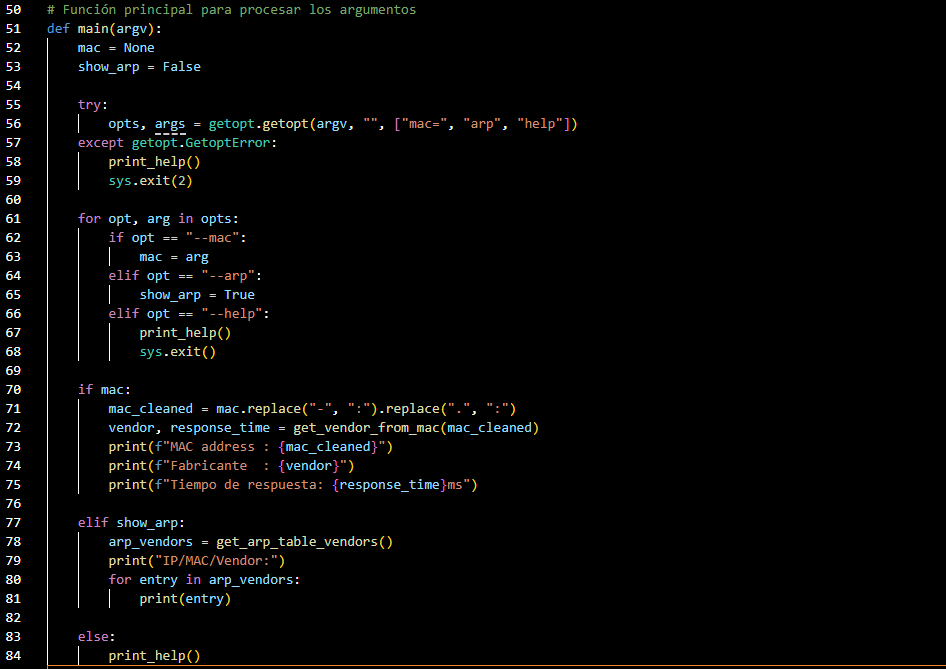 50 # Función principal para procesar los argumentos
51 def main(argv):
52     mac = None
53     show_arp = False
54
55     try:
56         opts, args = getopt.getopt(argv, "", ["mac=", "arp", "help"])
57     except getopt.GetoptError:
58         print_help()
59         sys.exit(2)
60
61     for opt, arg in opts:
62         if opt == "--mac":
63             mac = arg
64         elif opt == "--arp":
65             show_arp = True
66         elif opt == "--help":
67             print_help()
68             sys.exit()
69
70     if mac:
71         mac_cleaned = mac.replace("-", ":").replace(".", ":")
72         vendor, response_time = get_vendor_from_mac(mac_cleaned)
73         print(f"MAC address : {mac_cleaned}")
74         print(f"Fabricante  : {vendor}")
75         print(f"Tiempo de respuesta: {response_time}ms")
76
77     elif show_arp:
78         arp_vendors = get_arp_table_vendors()
79         print("IP/MAC/Vendor:")
80         for entry in arp_vendors:
81             print(entry)
82
83     else:
84         print_help()